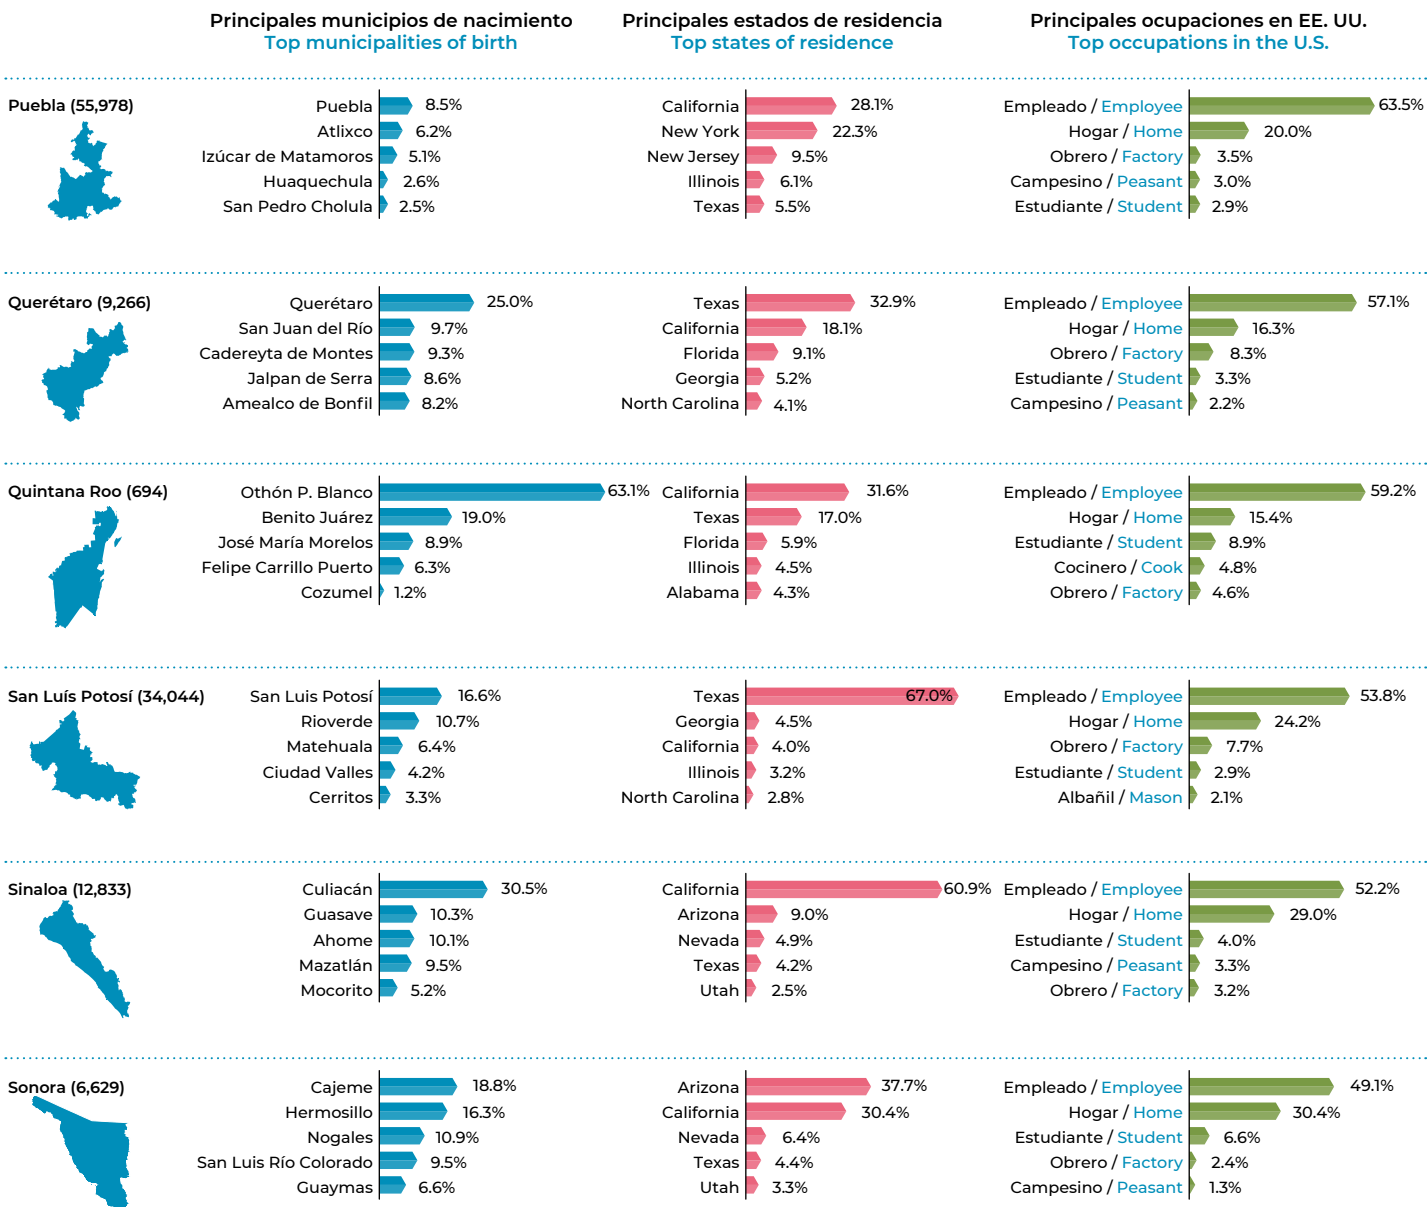 Principales municipios de nacimiento
Top municipalities of birth
Principales estados de residencia
Top states of residence
Principales ocupaciones en EE. UU.
Top occupations in the U.S.
Puebla (55,978)
Puebla 8.5%
Atlixco 6.2%
Izúcar de Matamoros 5.1%
Huaquechula 2.6%
San Pedro Cholula 2.5%
California 28.1%
New York 22.3%
New Jersey 9.5%
Illinois 6.1%
Texas 5.5%
Empleado / Employee 63.5%
Hogar / Home 20.0%
Obrero / Factory 3.5%
Campesino / Peasant 3.0%
Estudiante / Student 2.9%
Querétaro (9,266)
Querétaro 25.0%
San Juan del Río 9.7%
Cadereyta de Montes 9.3%
Jalpan de Serra 8.6%
Amealco de Bonfil 8.2%
Texas 32.9%
California 18.1%
Florida 9.1%
Georgia 5.2%
North Carolina 4.1%
Empleado / Employee 57.1%
Hogar / Home 16.3%
Obrero / Factory 8.3%
Estudiante / Student 3.3%
Campesino / Peasant 2.2%
Quintana Roo (694)
Othón P. Blanco 63.1%
Benito Juárez 19.0%
José María Morelos 8.9%
Felipe Carrillo Puerto 6.3%
Cozumel 1.2%
California 31.6%
Texas 17.0%
Florida 5.9%
Illinois 4.5%
Alabama 4.3%
Empleado / Employee 59.2%
Hogar / Home 15.4%
Estudiante / Student 8.9%
Cocinero / Cook 4.8%
Obrero / Factory 4.6%
San Luís Potosí (34,044)
San Luis Potosí 16.6%
Rioverde 10.7%
Matehuala 6.4%
Ciudad Valles 4.2%
Cerritos 3.3%
Texas 67.0%
Georgia 4.5%
California 4.0%
Illinois 3.2%
North Carolina 2.8%
Empleado / Employee 53.8%
Hogar / Home 24.2%
Obrero / Factory 7.7%
Estudiante / Student 2.9%
Albañil / Mason 2.1%
Sinaloa (12,833)
Culiacán 30.5%
Guasave 10.3%
Ahome 10.1%
Mazatlán 9.5%
Mocorito 5.2%
California 60.9%
Arizona 9.0%
Nevada 4.9%
Texas 4.2%
Utah 2.5%
Empleado / Employee 52.2%
Hogar / Home 29.0%
Estudiante / Student 4.0%
Campesino / Peasant 3.3%
Obrero / Factory 3.2%
Sonora (6,629)
Cajeme 18.8%
Hermosillo 16.3%
Nogales 10.9%
San Luis Río Colorado 9.5%
Guaymas 6.6%
Arizona 37.7%
California 30.4%
Nevada 6.4%
Texas 4.4%
Utah 3.3%
Empleado / Employee 49.1%
Hogar / Home 30.4%
Estudiante / Student 6.6%
Obrero / Factory 2.4%
Campesino / Peasant 1.3%